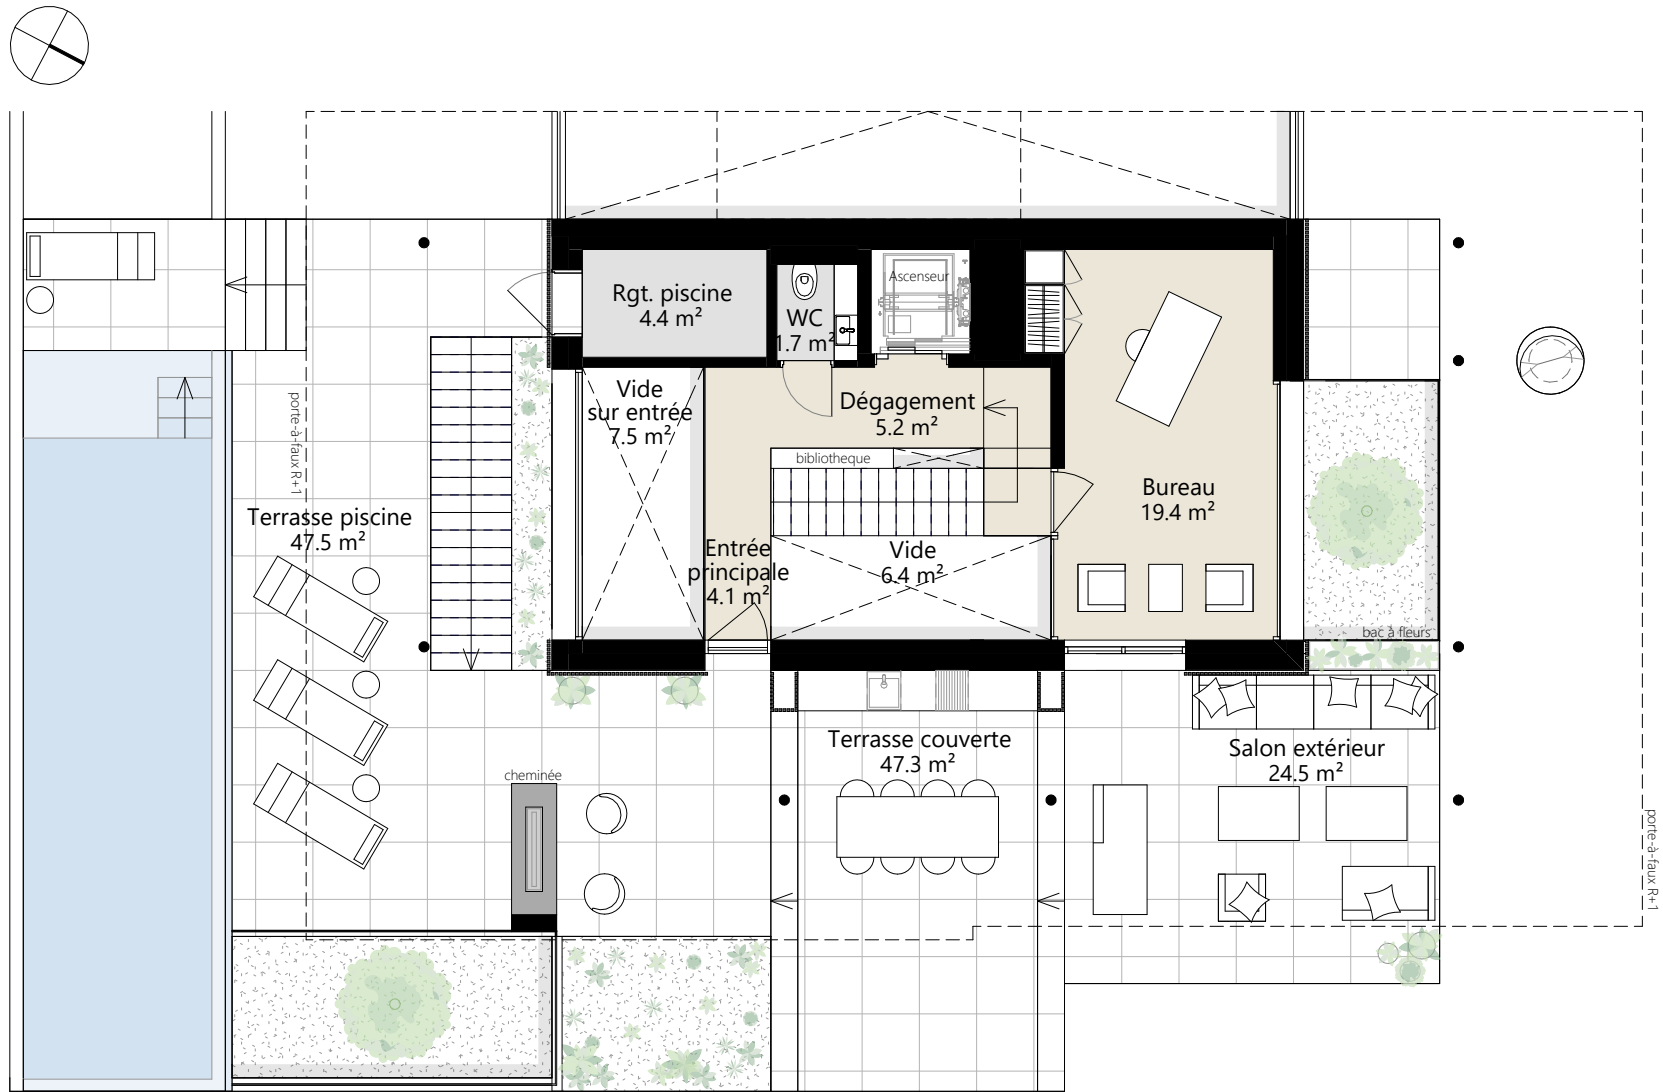 Ascenseur
Rgt. piscine
4.4 m²
WC
1.7 m²
Vide
sur entrée
7.5 m²
Dégagement
5.2 m²
bibliotheque
porte-à-faux R+1
Terrasse piscine
47.5 m²
Bureau
19.4 m²
Entrée
principale
4.1 m²
Vide
6.4 m²
bac à fleurs
Terrasse couverte
47.3 m²
Salon extérieur
24.5 m²
cheminée
porte-à-faux R+1